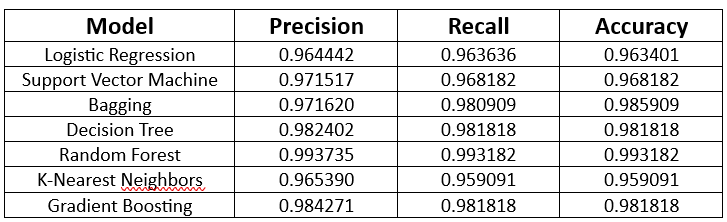 Model Precision Recall Accuracy
Logistic Regression 0.964442 0.963636 0.963401
Support Vector Machine 0.971517 0.968182 0.968182
Bagging 0.971620 0.980909 0.985909
Decision Tree 0.982402 0.981818 0.981818
Random Forest 0.993735 0.993182 0.993182
K-Nearest Neighbors 0.965390 0.959091 0.959091
Gradient Boosting 0.984271 0.981818 0.981818